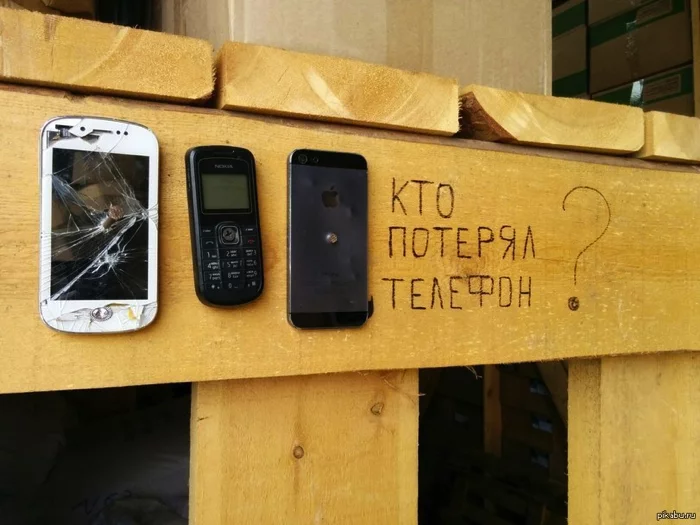 NOKIA
КТО
ПОТЕРЯЛ
ТЕЛЕФОН ?
pikabu.ru